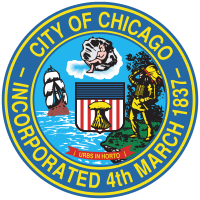 CITY OF CHICAGO
INCORPORATED 4th MARCH 1837
URBS IN HORTO